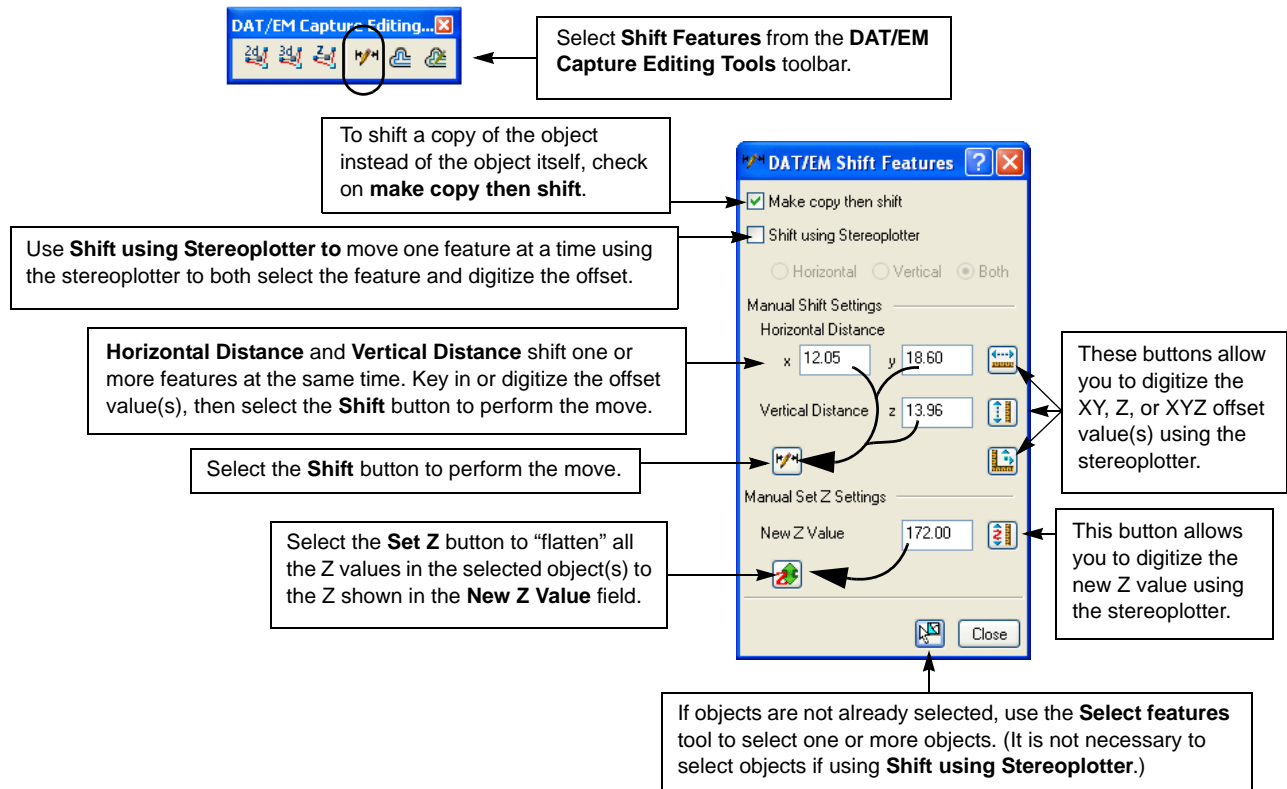 DAT/EM Capture Editing...
2d 3d Z
Select Shift Features from the DAT/EM
Capture Editing Tools toolbar.
To shift a copy of the object
instead of the object itself, check
on make copy then shift.
Use Shift using Stereoplotter to move one feature at a time using
the stereoplotter to both select the feature and digitize the offset.
Horizontal Distance and Vertical Distance shift one or
more features at the same time. Key in or digitize the offset
value(s), then select the Shift button to perform the move.
Select the Shift button to perform the move.
Select the Set Z button to “flatten” all
the Z values in the selected object(s) to
the Z shown in the New Z Value field.
DAT/EM Shift Features
Make copy then shift
Shift using Stereoplotter
Horizontal Vertical Both
Manual Shift Settings
Horizontal Distance
x 12.05 y 18.60
Vertical Distance z 13.96
Manual Set Z Settings
New Z Value 172.00
Close
These buttons allow
you to digitize the
XY, Z, or XYZ offset
value(s) using the
stereoplotter.
This button allows
you to digitize the
new Z value using
the stereoplotter.
If objects are not already selected, use the Select features
tool to select one or more objects. (It is not necessary to
select objects if using Shift using Stereoplotter.)